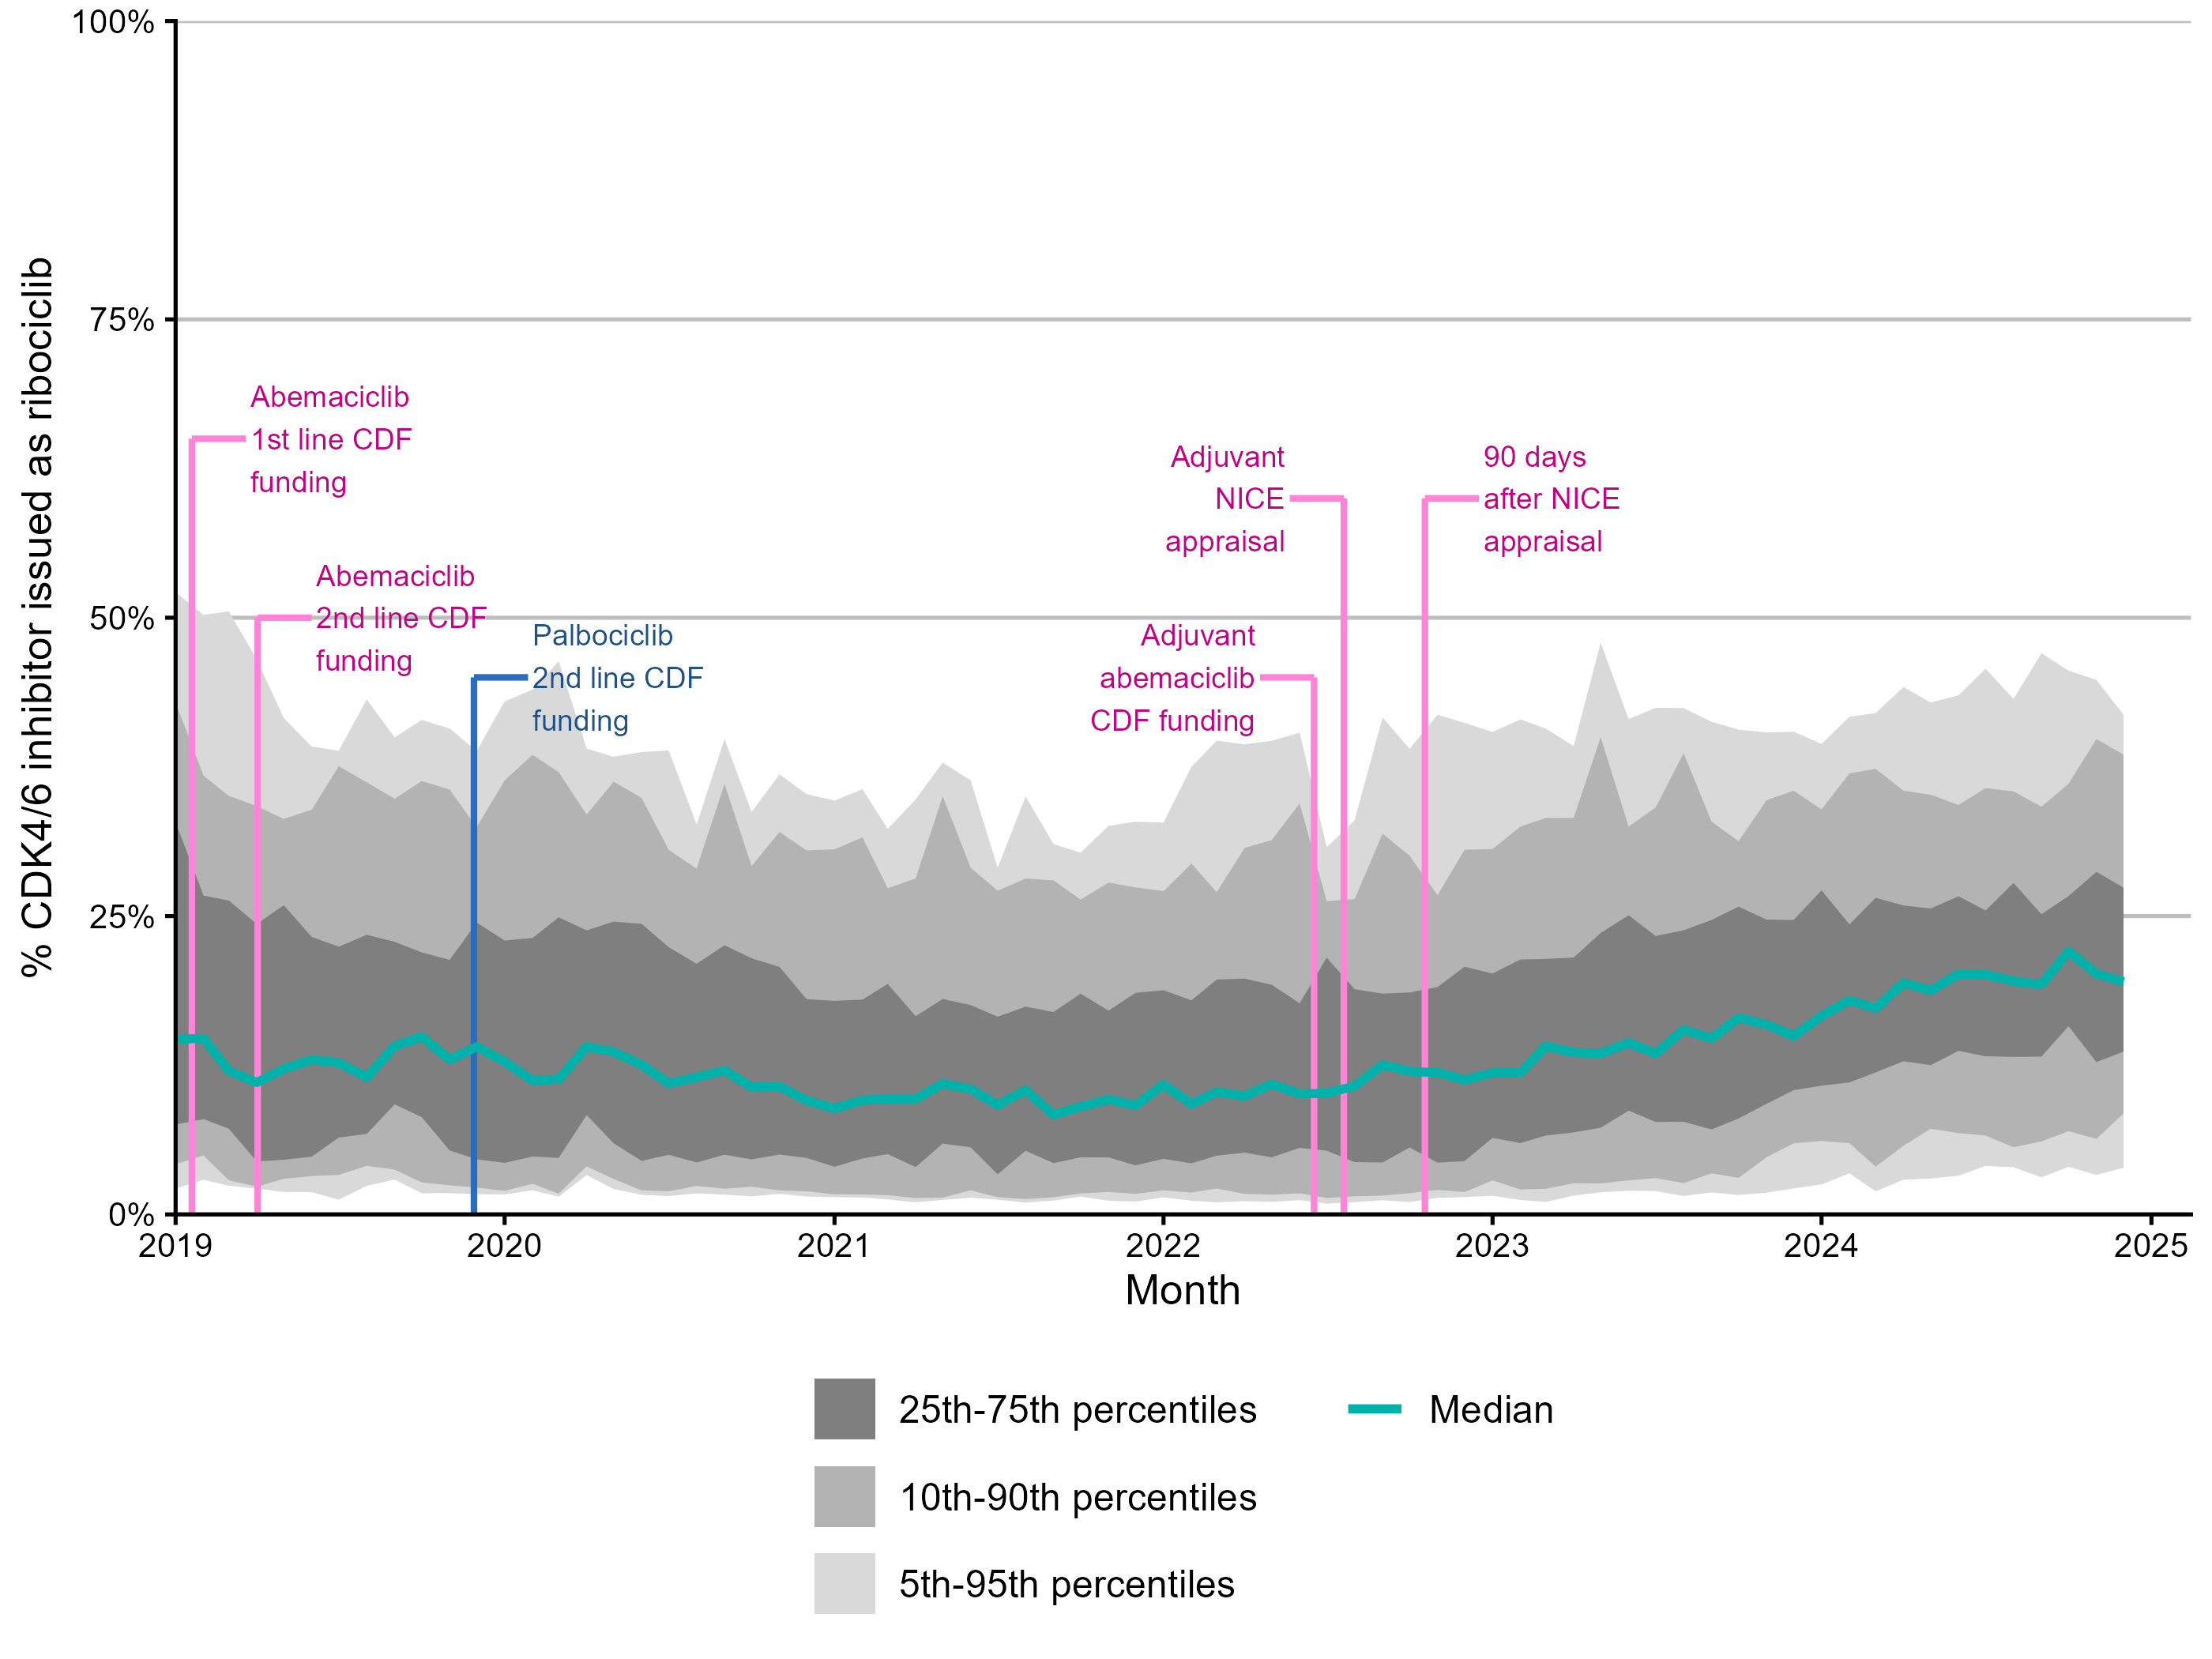 100%
75%
50%
25%
0%
% CDK4/6 inhibitor issued as ribociclib
Abemaciclib
1st line CDF
funding
Abemaciclib
2nd line CDF
funding
Palbociclib
2nd line CDF
funding
Adjuvant
NICE
appraisal
Adjuvant
abemaciclib
CDF funding
90 days
after NICE
appraisal
2019
2020
2021
2022
2023
2024
2025
Month
25th-75th percentiles
Median
10th-90th percentiles
5th-95th percentiles